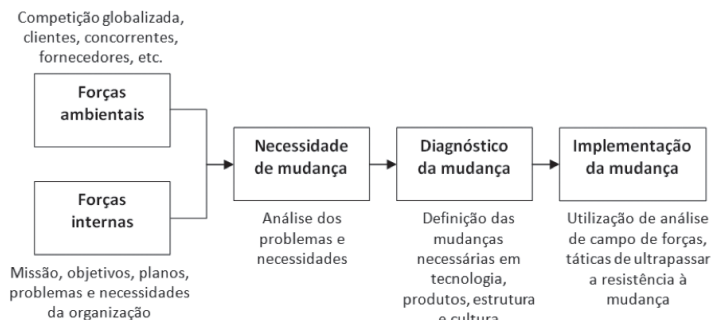 Competição globalizada,
clientes, concorrentes,
fornecedores, etc.
Forças
ambientais
Forças
internas
Missão, objetivos, planos,
problemas e necessidades
da organização
Necessidade
de mudança
Análise dos
problemas e
necessidades
Diagnóstico
da mudança
Definição das
mudanças
necessárias em
tecnologia,
produtos, estrutura
e cultura
Implementação
da mudança
Utilização de análise
de campo de forças,
táticas de ultrapassar
a resistência à
mudança